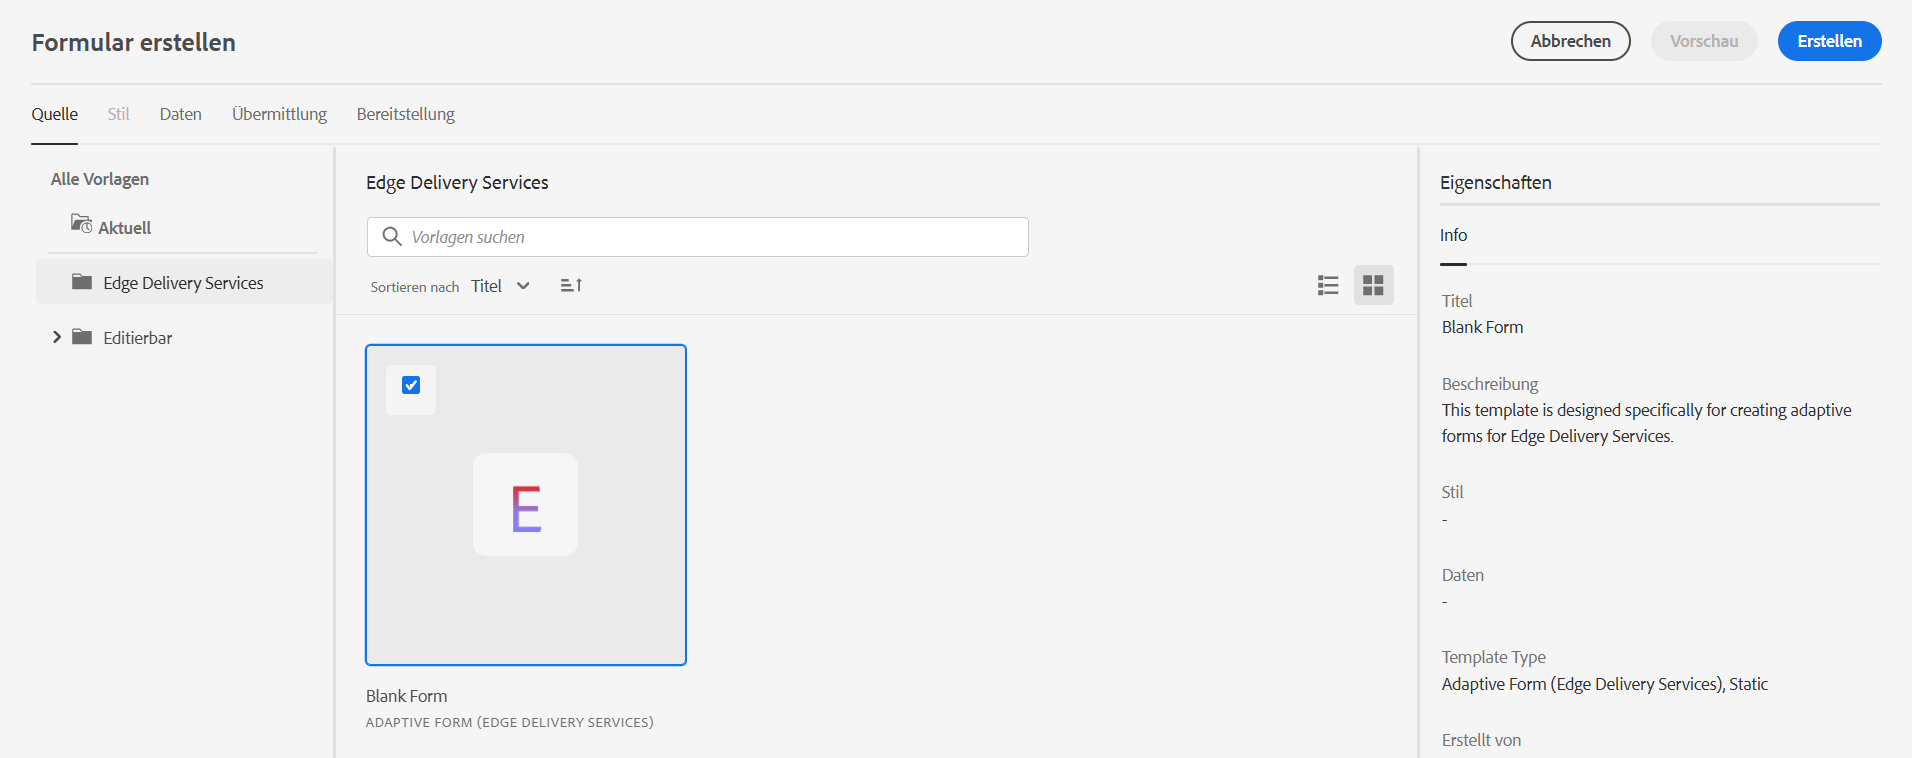 Formular erstellen
Abbrechen
Vorschau
Erstellen
Quelle
Stil
Daten
Übermittlung
Bereitstellung
Alle Vorlagen
Aktuell
Edge Delivery Services
Editierbar
Edge Delivery Services
Vorlagen suchen
Sortieren nach Titel
E
Blank Form
ADAPTIVE FORM (EDGE DELIVERY SERVICES)
Eigenschaften
Info
Titel
Blank Form
Beschreibung
This template is designed specifically for creating adaptive
forms for Edge Delivery Services.
Stil
-
Daten
-
Template Type
Adaptive Form (Edge Delivery Services), Static
Erstellt von